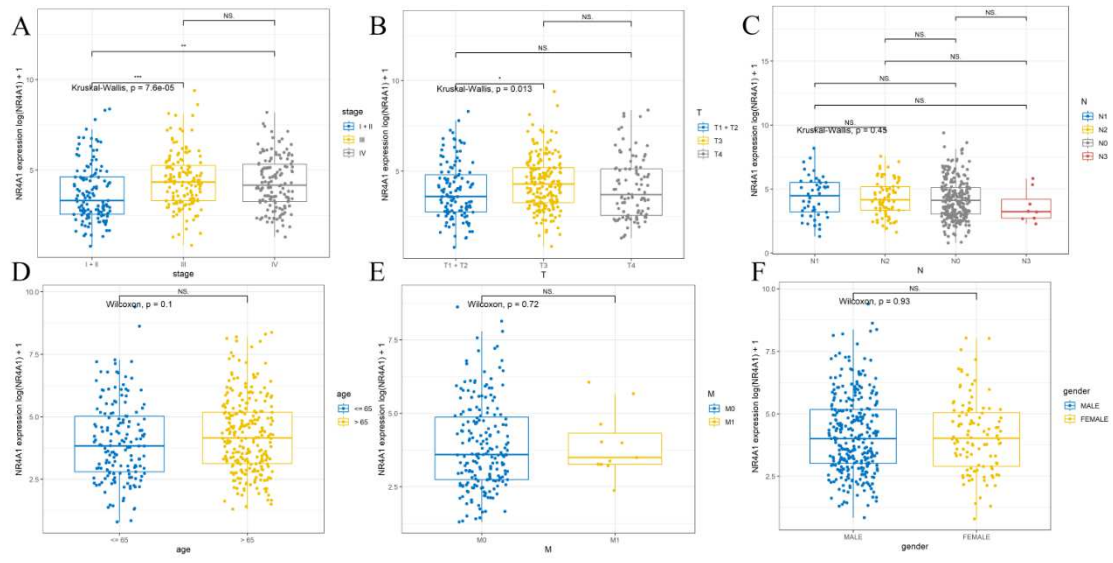 A
NS.
**
***
Kruskal-Wallis, p = 7.6e-05
NR4A1 expression log(NR4A1) + 1
10
5
I + II
III
IV
stage
stage
I + II
III
IV
B
NS.
NS.
*
Kruskal-Wallis, p = 0.013
NR4A1 expression log(NR4A1) + 1
10
5
T1 + T2
T3
T4
T
T
T1 + T2
T3
T4
C
NS.
NS.
NS.
NS.
NS.
NS.
Kruskal-Wallis, p = 0.45
NR4A1 expression log(NR4A1) + 1
15
10
5
0
N1
N2
N0
N3
N
N
N1
N2
N0
N3
D
NS.
Wilcoxon, p = 0.1
NR4A1 expression log(NR4A1) + 1
10.0
7.5
5.0
2.5
<= 65
> 65
age
age
<= 65
> 65
E
NS.
Wilcoxon, p = 0.72
NR4A1 expression log(NR4A1) + 1
7.5
5.0
2.5
M0
M1
M
M
M0
M1
F
NS.
Wilcoxon, p = 0.93
NR4A1 expression log(NR4A1) + 1
10.0
7.5
5.0
2.5
MALE
FEMALE
gender
gender
MALE
FEMALE